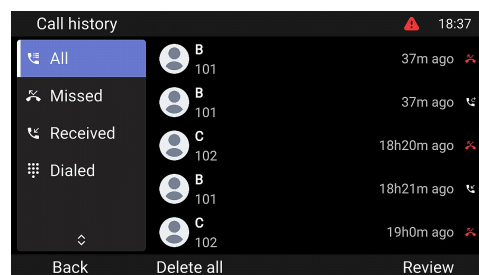 Call history 18:37
All
Missed
Received
Dialed
B
101 37m ago
B
101 37m ago
C
102 18h20m ago
B
101 18h21m ago
C
102 19h0m ago
Back Delete all Review